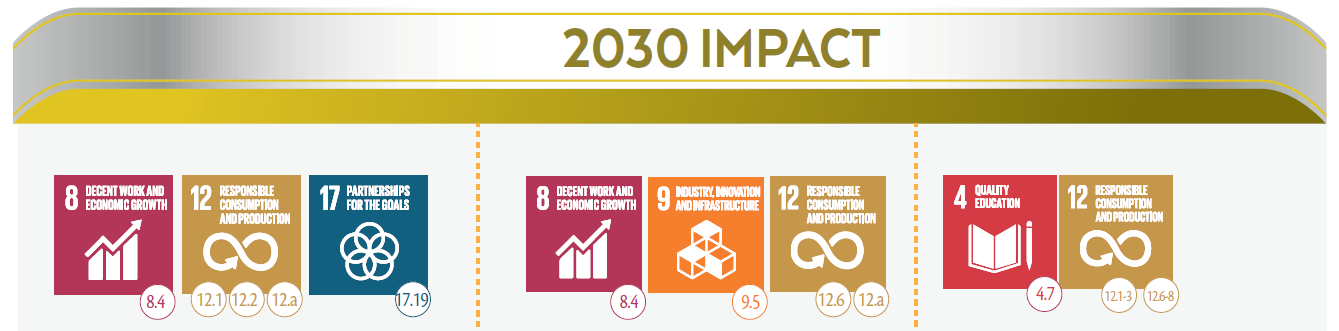 2030 IMPACT
8 DECENT WORK AND
ECONOMIC GROWTH
8.4
12 RESPONSIBLE
CONSUMPTION
AND PRODUCTION
12.1 12.2 12.a
17 PARTNERSHIPS
FOR THE GOALS
17.19
8 DECENT WORK AND
ECONOMIC GROWTH
8.4
9 INDUSTRY, INNOVATION
AND INFRASTRUCTURE
9.5
12 RESPONSIBLE
CONSUMPTION
AND PRODUCTION
12.6 12.a
4 QUALITY
EDUCATION
4.7
12 RESPONSIBLE
CONSUMPTION
AND PRODUCTION
12.1-3 12.6-8